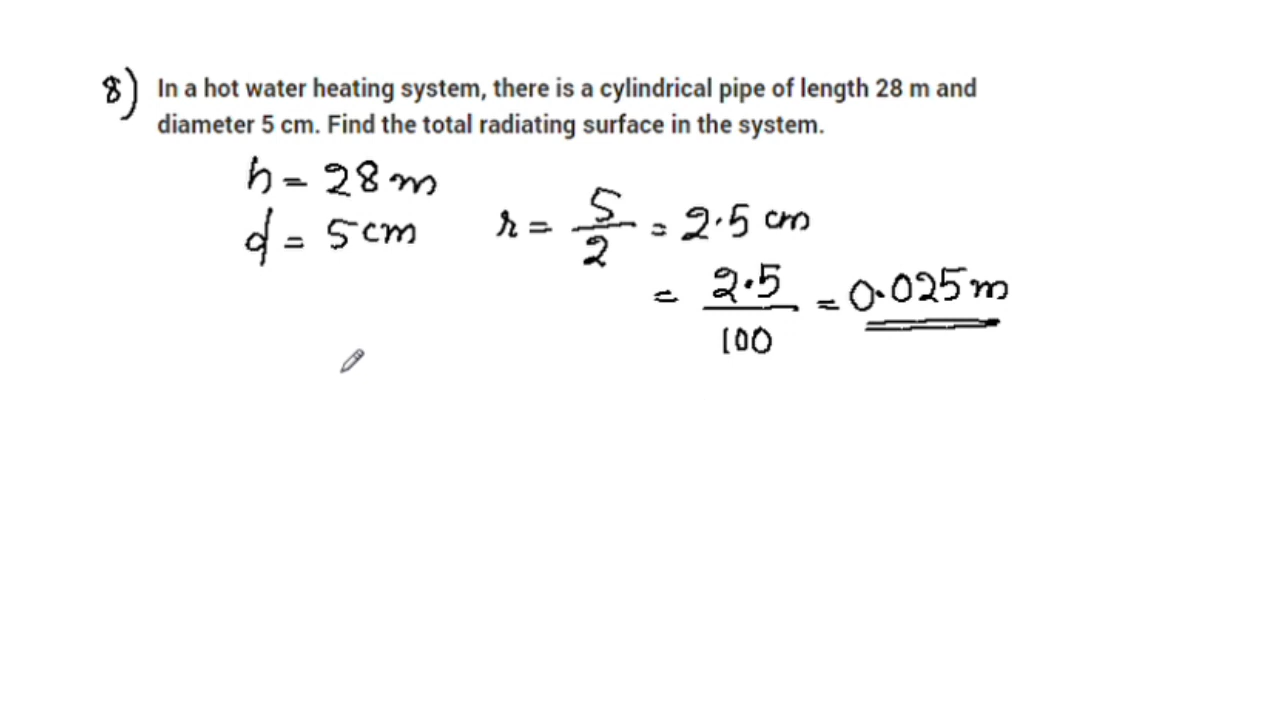 8) In a hot water heating system, there is a cylindrical pipe of length 28 m and
diameter 5 cm. Find the total radiating surface in the system.
h = 28 m
d = 5 cm r = 5/2 = 2.5 cm
= 2.5/100 = 0.025 m